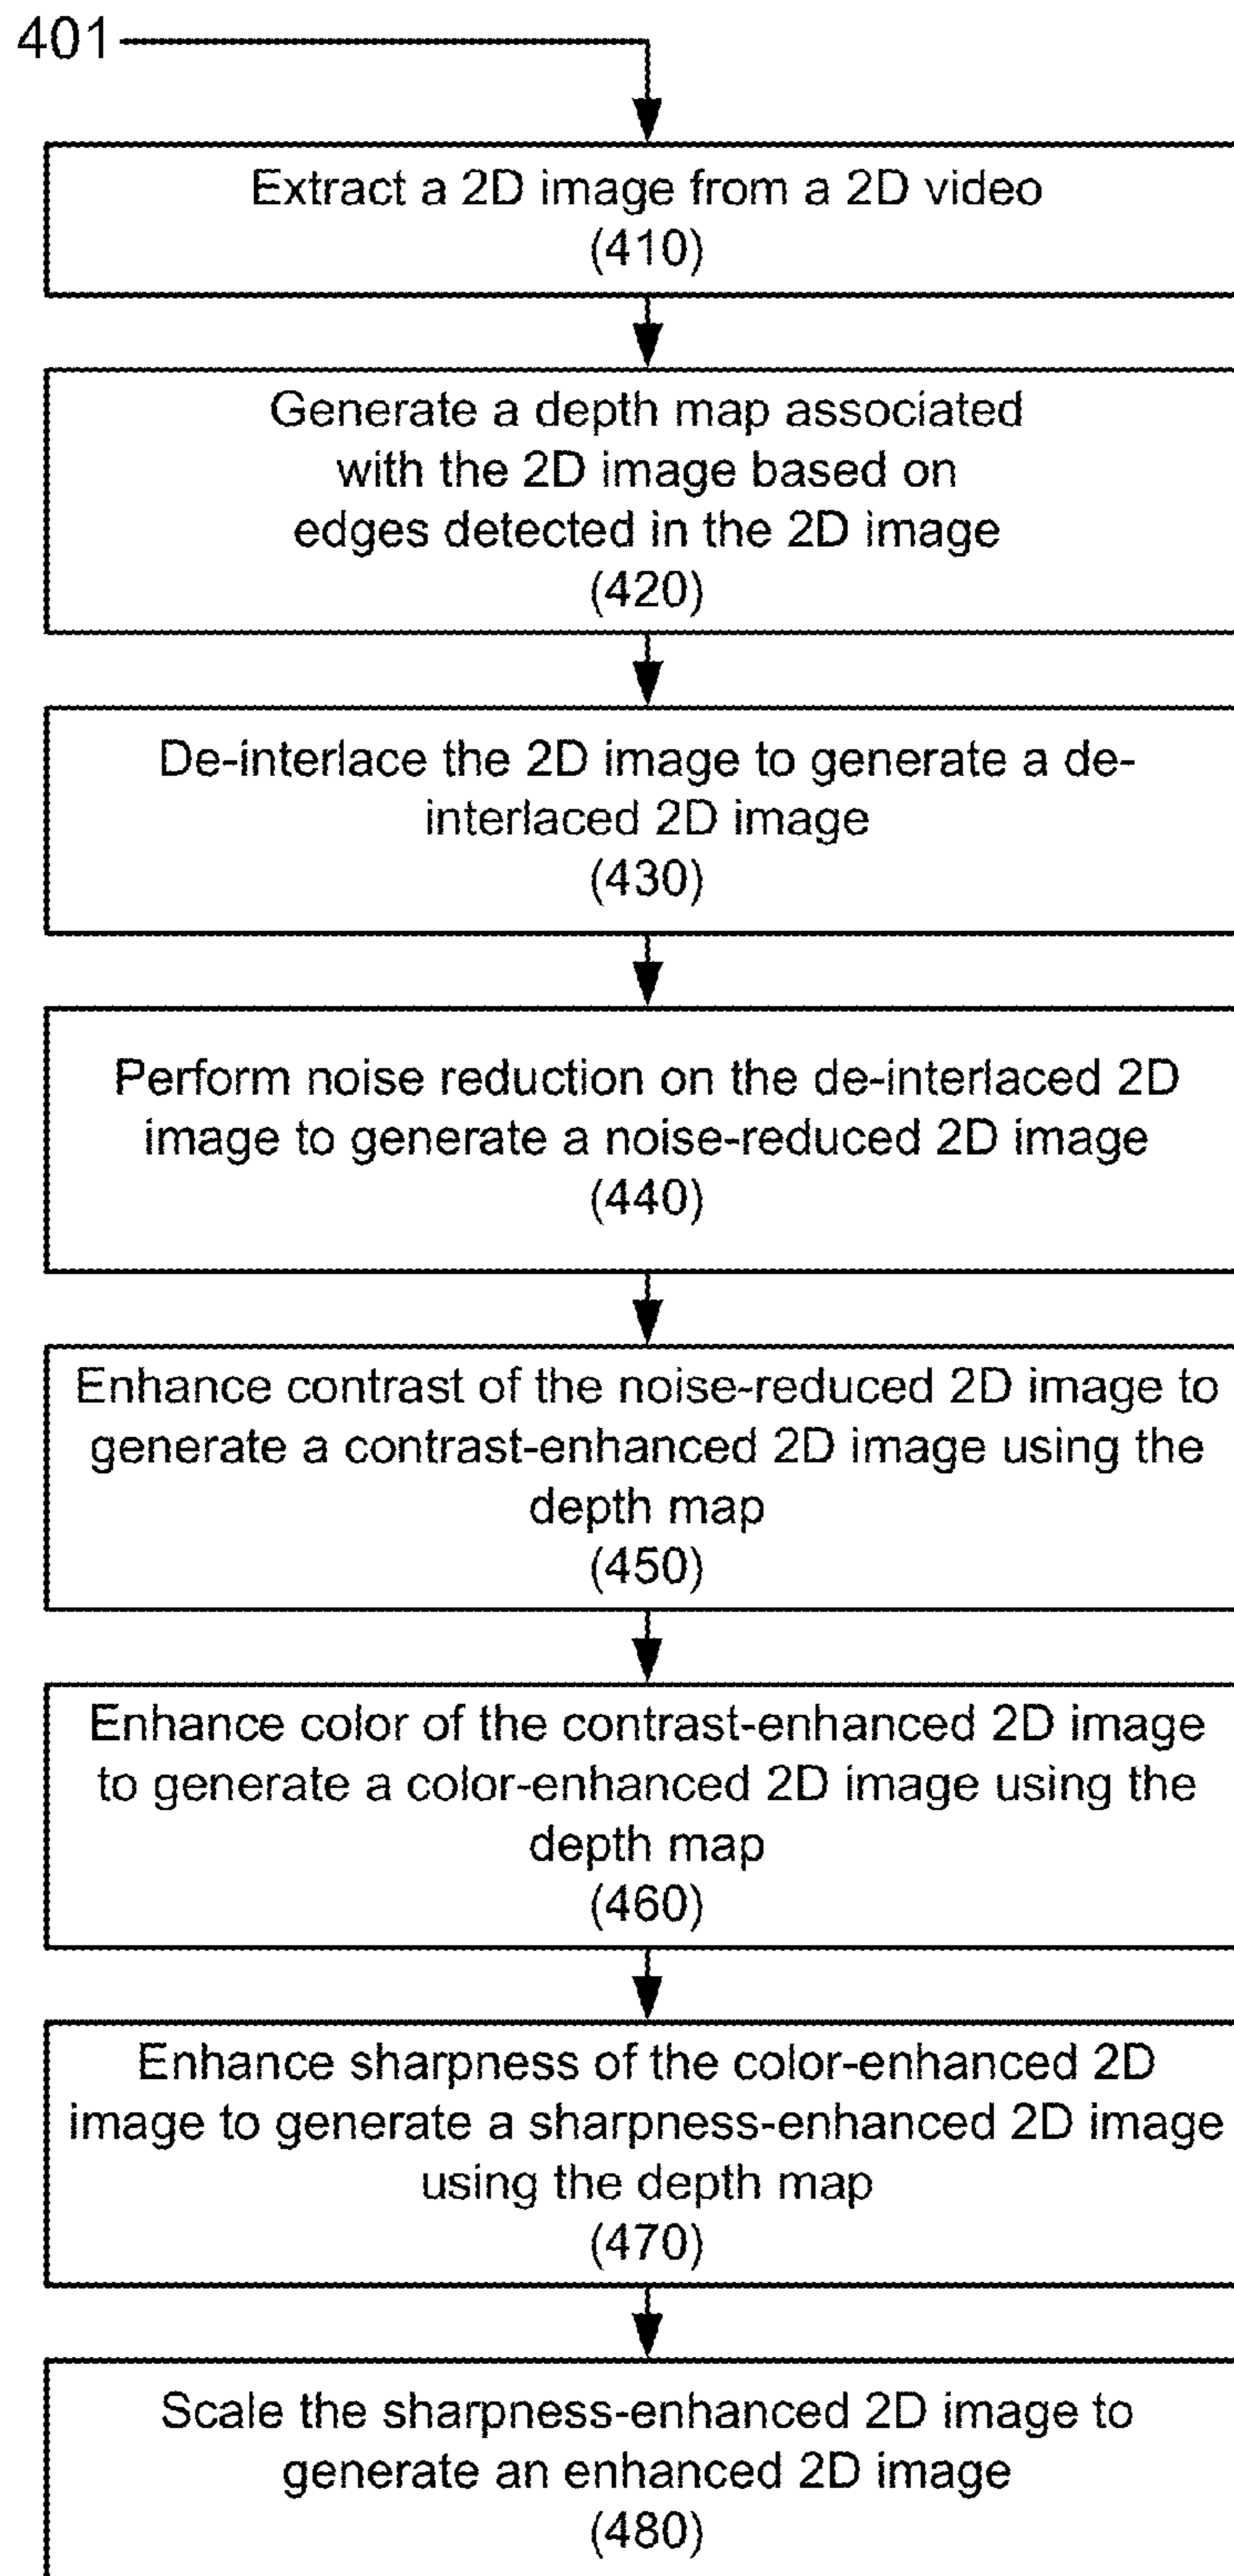 401
Extract a 2D image from a 2D video
(410)
Generate a depth map associated
with the 2D image based on
edges detected in the 2D image
(420)
De-interlace the 2D image to generate a de-
interlaced 2D image
(430)
Perform noise reduction on the de-interlaced 2D
image to generate a noise-reduced 2D image
(440)
Enhance contrast of the noise-reduced 2D image to
generate a contrast-enhanced 2D image using the
depth map
(450)
Enhance color of the contrast-enhanced 2D image
to generate a color-enhanced 2D image using the
depth map
(460)
Enhance sharpness of the color-enhanced 2D
image to generate a sharpness-enhanced 2D image
using the depth map
(470)
Scale the sharpness-enhanced 2D image to
generate an enhanced 2D image
(480)